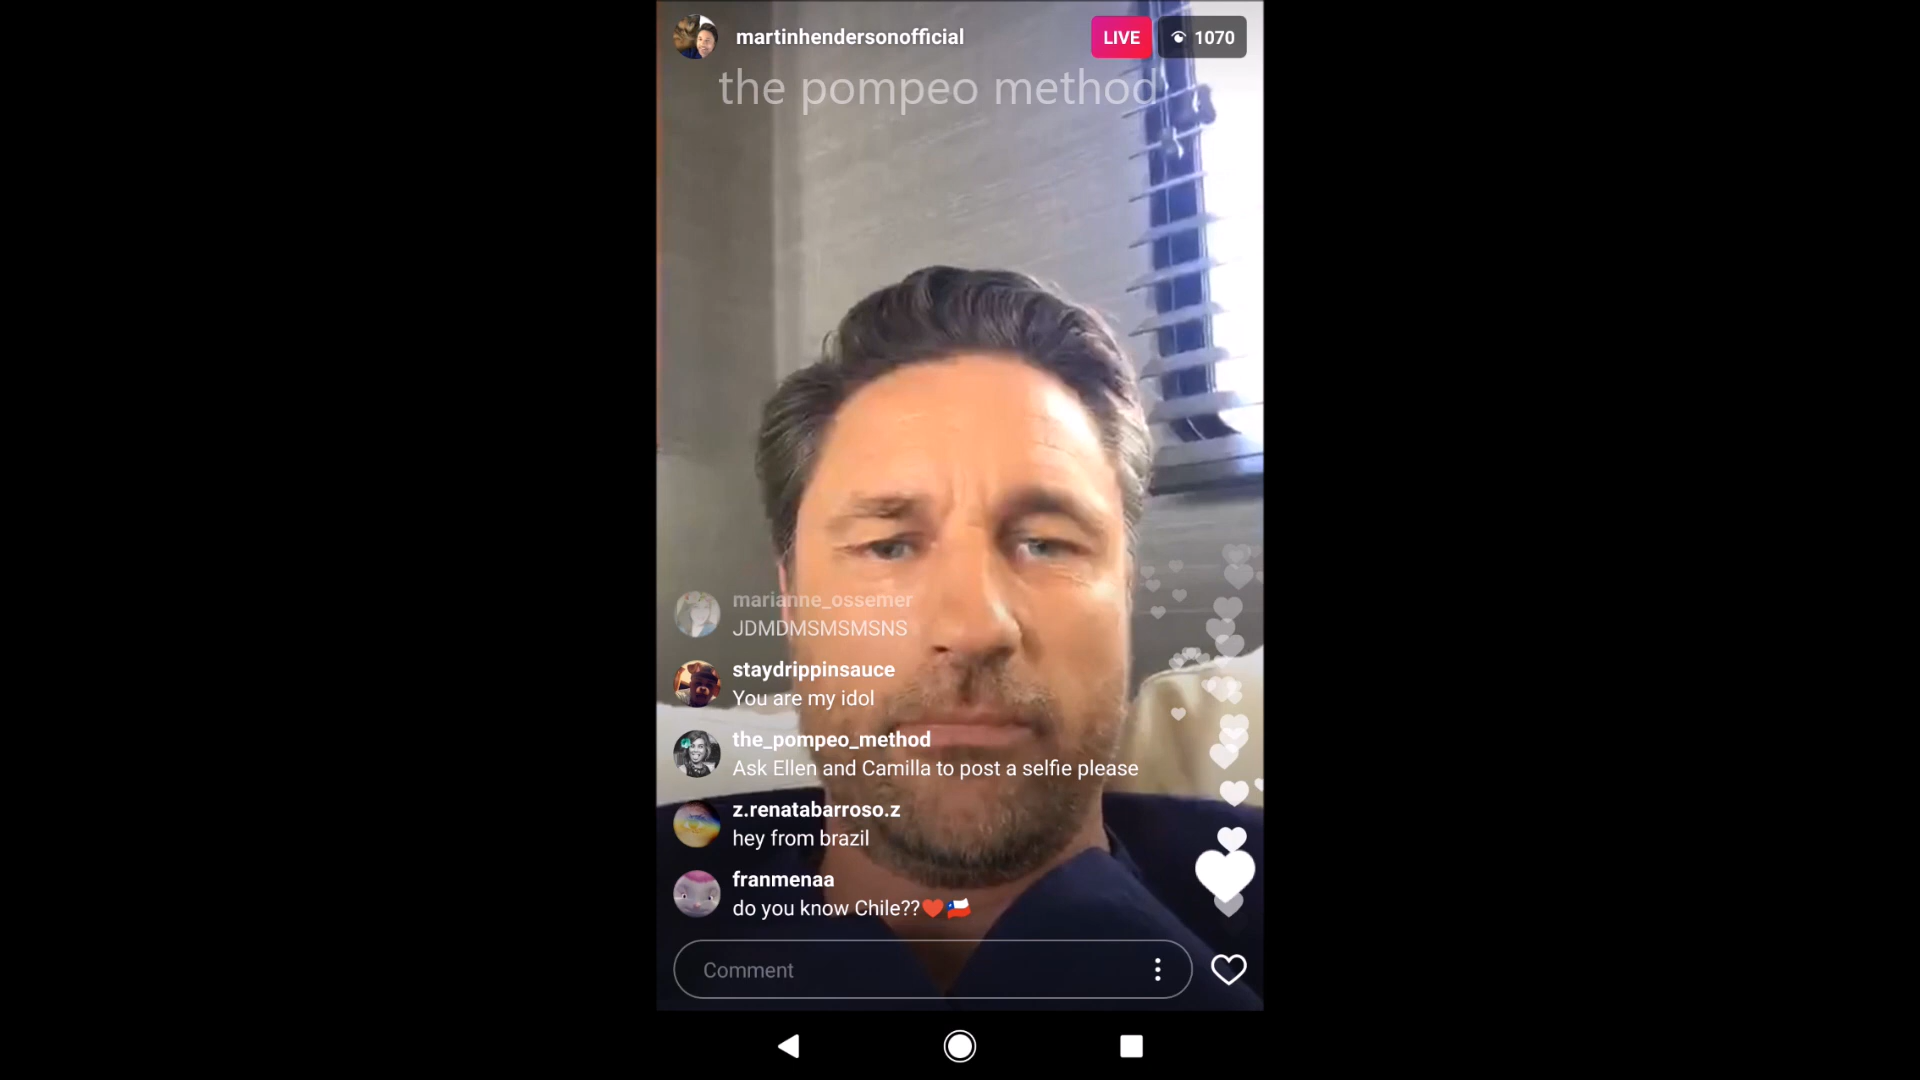 martinhendersonofficial
LIVE
1070
the pompeo method
marianne_ossemer
JDMDMSMSMSNS
staydrippinsauce
You are my idol
the_pompeo_method
Ask Ellen and Camilla to post a selfie please
z.renatabarroso.z
hey from brazil
franmenaa
do you know Chile??❤️🇨🇱
Comment